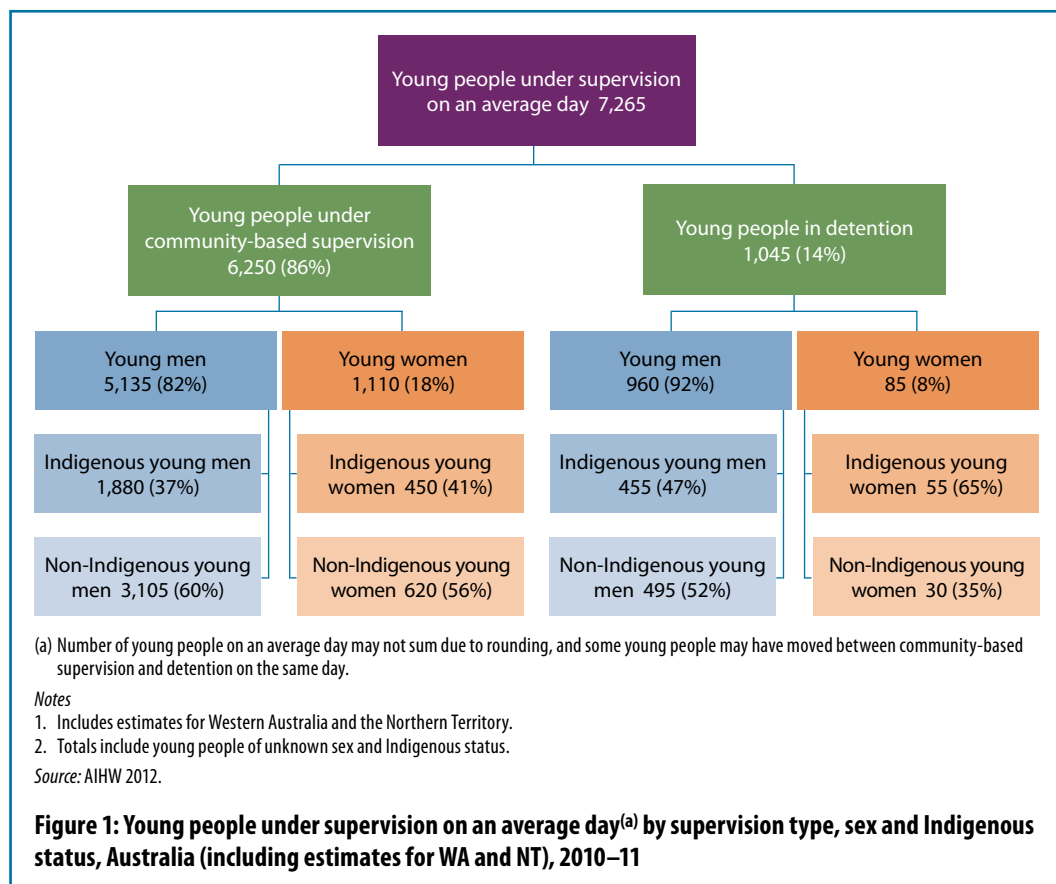 Young people under supervision
on an average day 7,265
Young people under
community-based supervision
6,250 (86%)
Young people in detention
1,045 (14%)
Young men
5,135 (82%)
Young women
1,110 (18%)
Young men
960 (92%)
Young women
85 (8%)
Indigenous young men
1,880 (37%)
Indigenous young
women 450 (41%)
Indigenous young men
455 (47%)
Indigenous young
women 55 (65%)
Non-Indigenous young
men 3,105 (60%)
Non-Indigenous young
women 620 (56%)
Non-Indigenous young
men 495 (52%)
Non-Indigenous young
women 30 (35%)
(a) Number of young people on an average day may not sum due to rounding, and some young people may have moved between community-based
supervision and detention on the same day.
Notes
1. Includes estimates for Western Australia and the Northern Territory.
2. Totals include young people of unknown sex and Indigenous status.
Source: AIHW 2012.
Figure 1: Young people under supervision on an average day(a) by supervision type, sex and Indigenous
status, Australia (including estimates for WA and NT), 2010–11